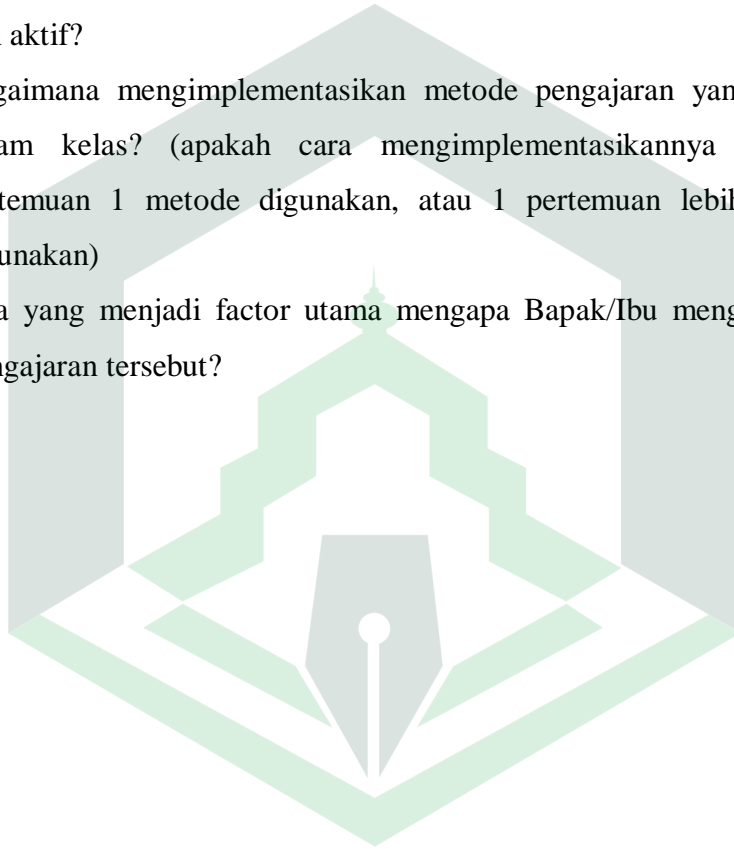 aktif?
gaimana mengimplementasikan metode pengajaran yan
am kelas? (apakah cara mengimplementasikannya
temuan 1 metode digunakan, atau 1 pertemuan lebih
unakan)
a yang menjadi factor utama mengapa Bapak/Ibu meng
ngajaran tersebut?